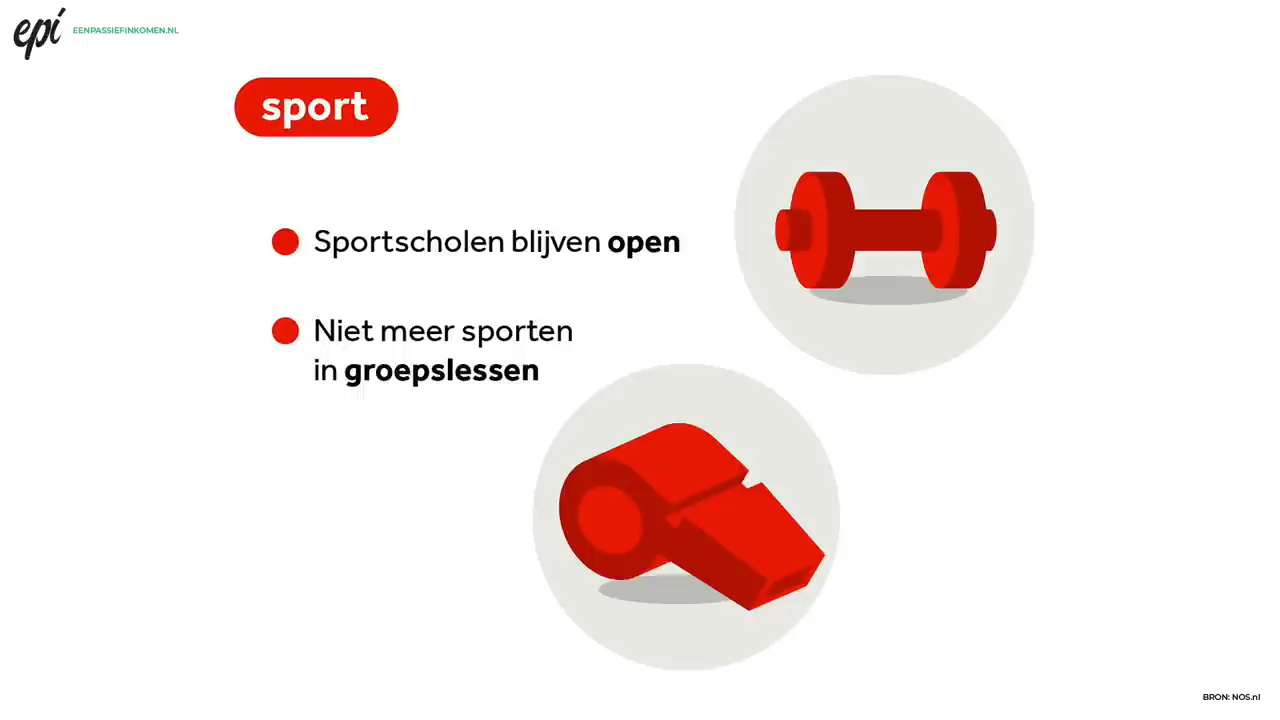 epi
EENPASSIEFINKOMEN.NL
sport
Sportscholen blijven open
Niet meer sporten
in groepslessen
BRON: NOS.nl